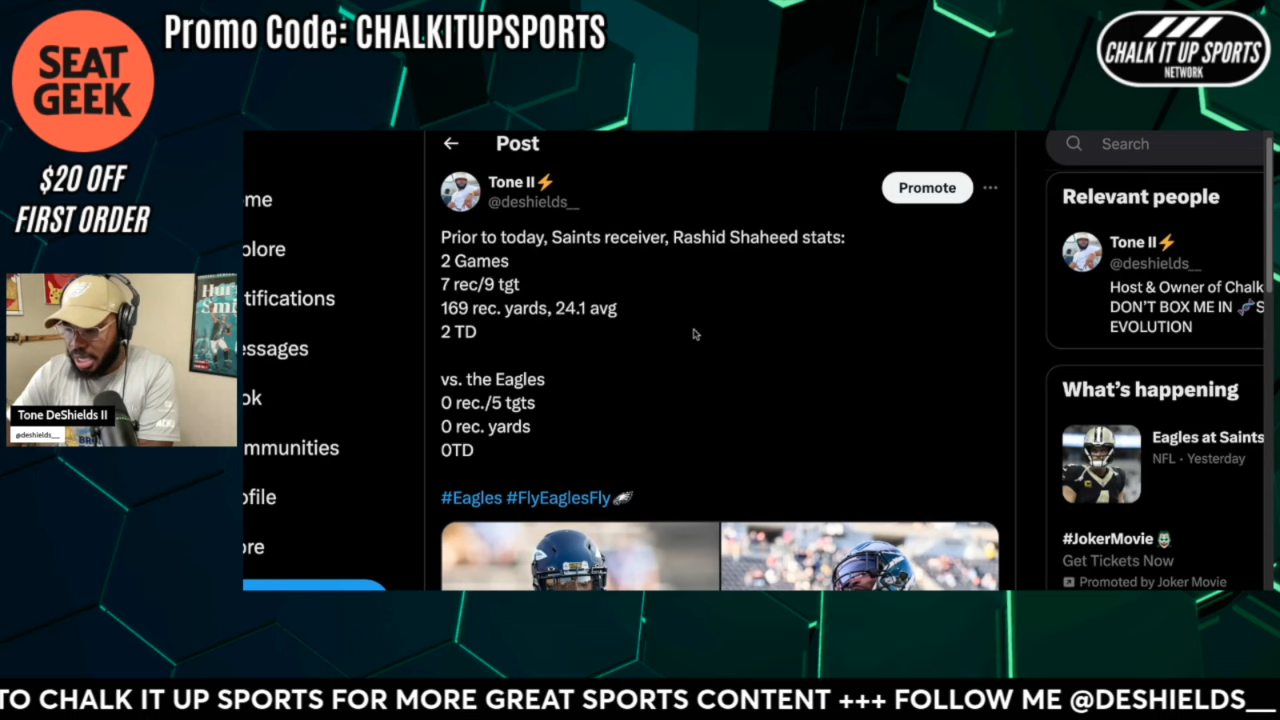 Promo Code: CHALKITUPSPORTS
SEAT
GEEK
CHALK IT UP SPORTS
NETWORK
$20 OFF
FIRST ORDER
Post
Search
Tone II⚡
@deshields__
Promote
Prior to today, Saints receiver, Rashid Shaheed stats:
2 Games
7 rec/9 tgt
169 rec. yards, 24.1 avg
2 TD
vs. the Eagles
0 rec./5 tgts
0 rec. yards
0TD
#Eagles #FlyEaglesFly
me
plore
tifications
essages
ok
mmunities
ofile
ore
Relevant people
Tone II⚡
@deshields__
Host & Owner of Chalk
DON'T BOX ME IN 🧬S
EVOLUTION
What's happening
Eagles at Saints
NFL · Yesterday
#JokerMovie
Get Tickets Now
Promoted by Joker Movie
Hur
Smi
Tone DeShields II
@deshields__
TO CHALK IT UP SPORTS FOR MORE GREAT SPORTS CONTENT +++ FOLLOW ME @DESHIELDS__